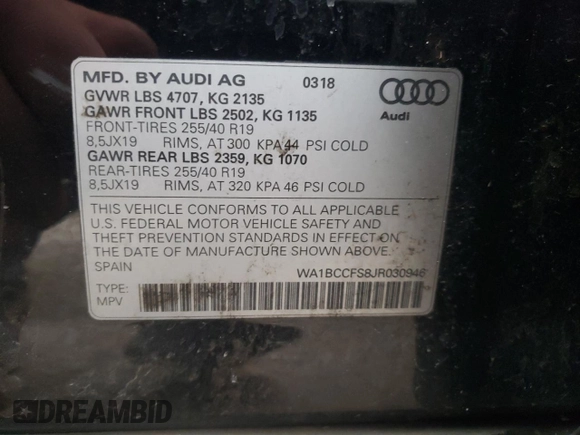 MFD. BY AUDI AG 0318
GVWR LBS 4707, KG 2135
GAWR FRONT LBS 2502, KG 1135
FRONT-TIRES 255/40 R19
8,5JX19 RIMS, AT 300 KPA 44 PSI COLD
GAWR REAR LBS 2359, KG 1070
REAR-TIRES 255/40 R19
8,5JX19 RIMS, AT 320 KPA 46 PSI COLD
Audi
THIS VEHICLE CONFORMS TO ALL APPLICABLE
U.S. FEDERAL MOTOR VEHICLE SAFETY AND
THEFT PREVENTION STANDARDS IN EFFECT ON
THE DATE OF MANUFACTURE SHOWN ABOVE.
SPAIN WA1BCCFS8JR030946
TYPE:
MPV
DREAMBID